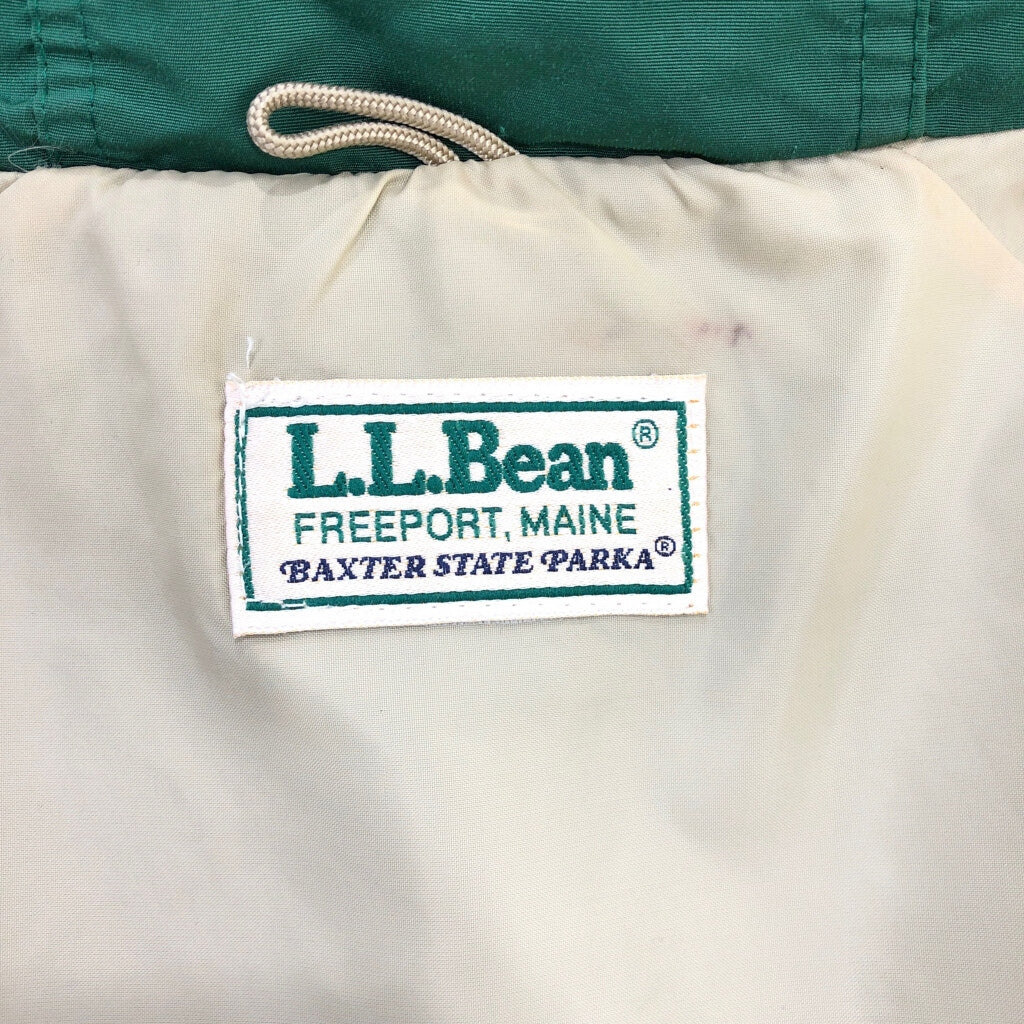 L.L.Bean®
FREEPORT, MAINE
BAXTER STATE PARKA®